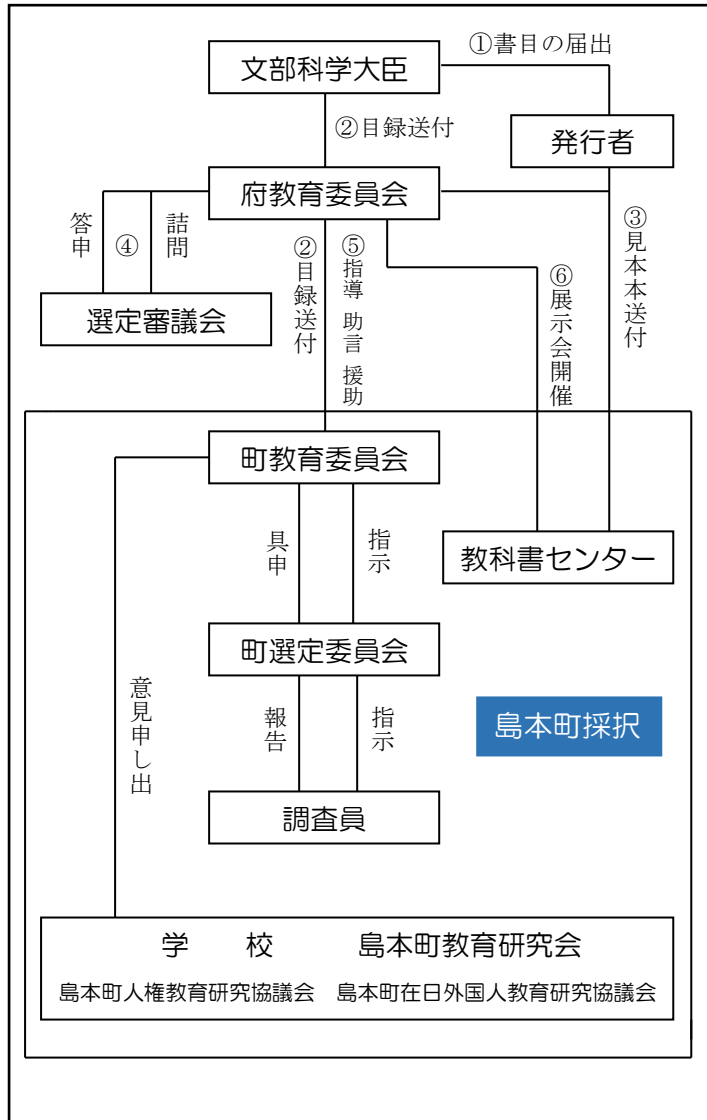 ①書目の届出
文部科学大臣
②目録送付
発行者
府教育委員会
答申
④
詰問
②目録送付
⑤指導 助言 援助
⑥展示会開催
③見本本送付
選定審議会
町教育委員会
具申
指示
教科書センター
町選定委員会
意見申し出
報告
指示
島本町採択
調査員
学 校 島本町教育研究会
島本町人権教育研究協議会 島本町在日外国人教育研究協議会